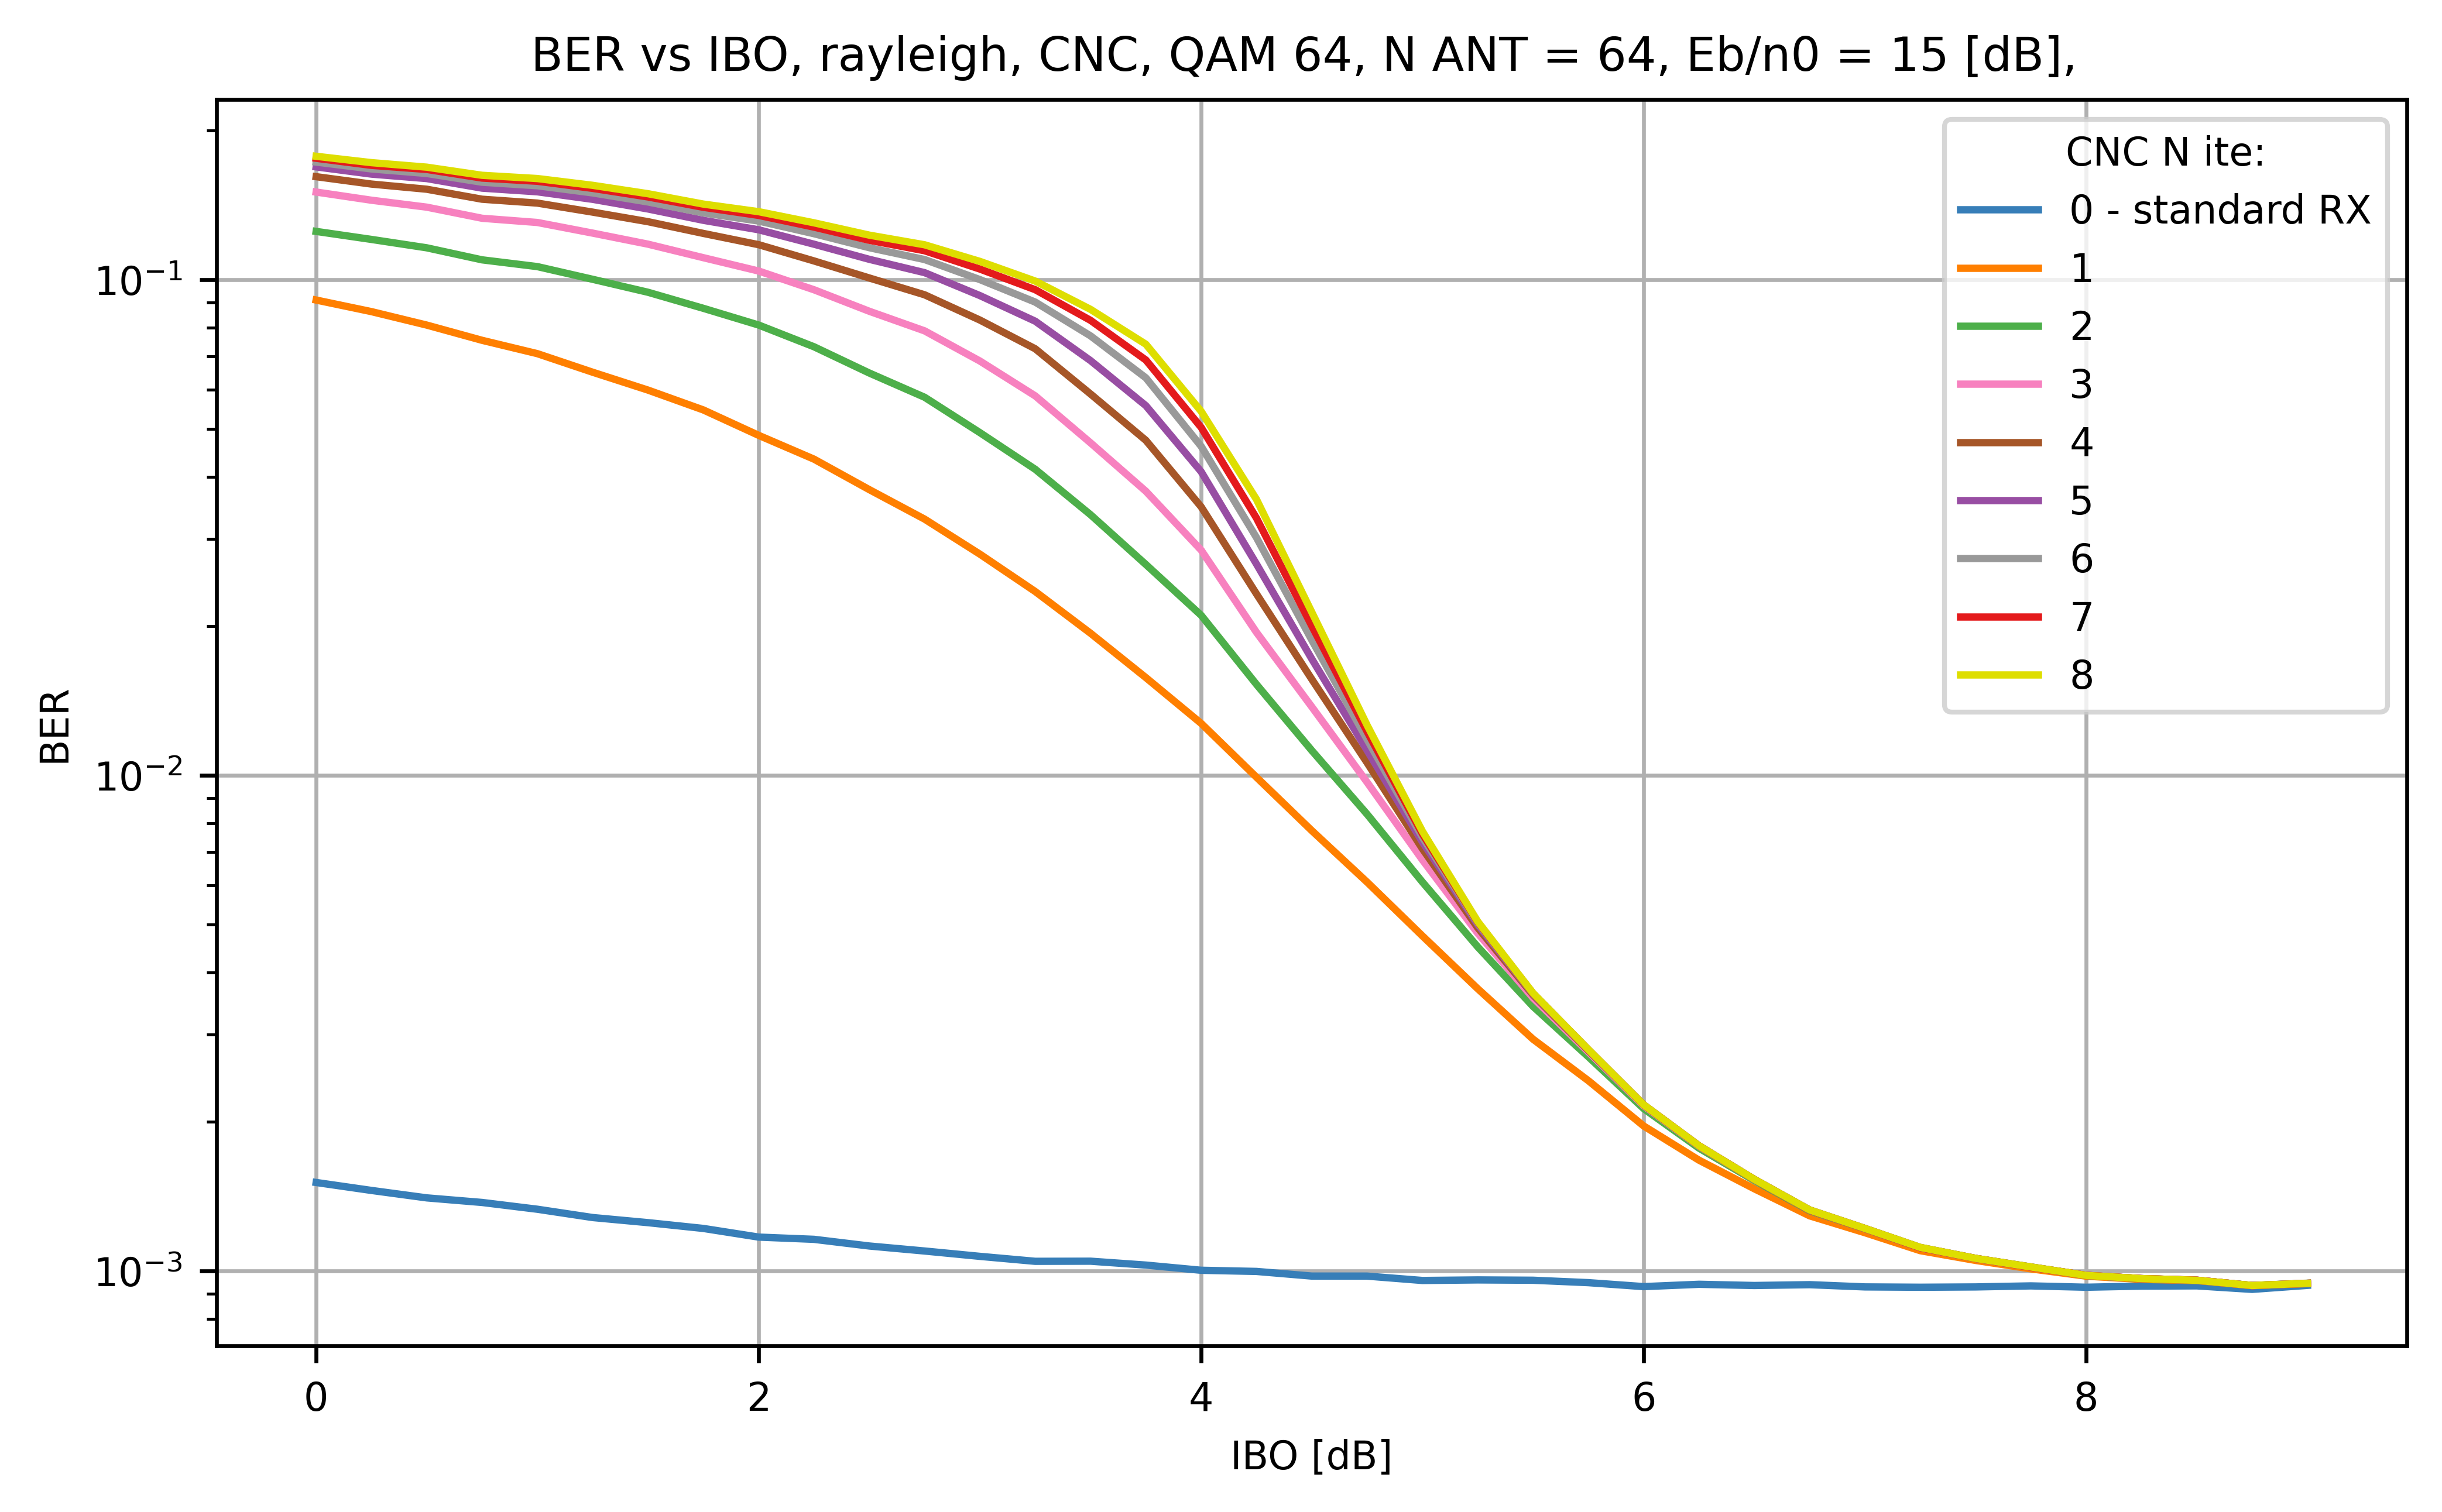 BER vs IBO, rayleigh, CNC, QAM 64, N ANT = 64, Eb/n0 = 15 [dB],
CNC N ite:
0 - standard RX
1
2
3
4
5
6
7
8
10⁻¹
10⁻²
10⁻³
BER
0 2 4 6 8
IBO [dB]